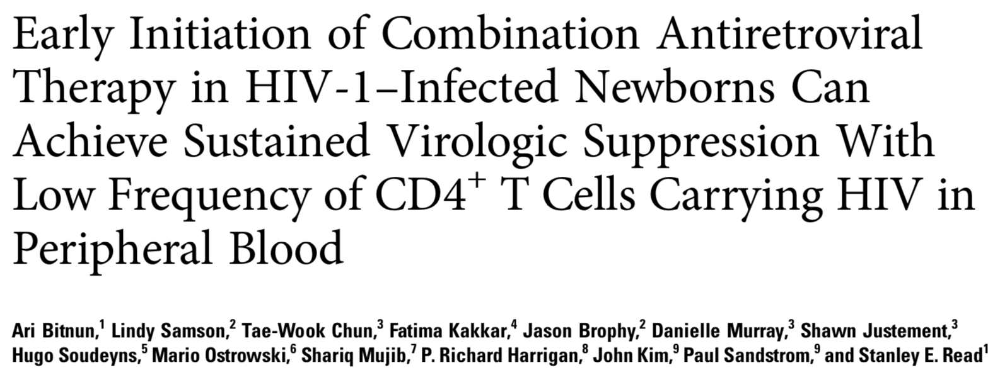 Early Initiation of Combination Antiretroviral
Therapy in HIV-1–Infected Newborns Can
Achieve Sustained Virologic Suppression With
Low Frequency of CD4⁺ T Cells Carrying HIV in
Peripheral Blood
Ari Bitnun,¹ Lindy Samson,² Tae-Wook Chun,³ Fatima Kakkar,⁴ Jason Brophy,² Danielle Murray,³ Shawn Justement,³
Hugo Soudeyns,⁵ Mario Ostrowski,⁶ Shariq Mujib,⁷ P. Richard Harrigan,⁸ John Kim,⁹ Paul Sandstrom,⁹ and Stanley E. Read¹